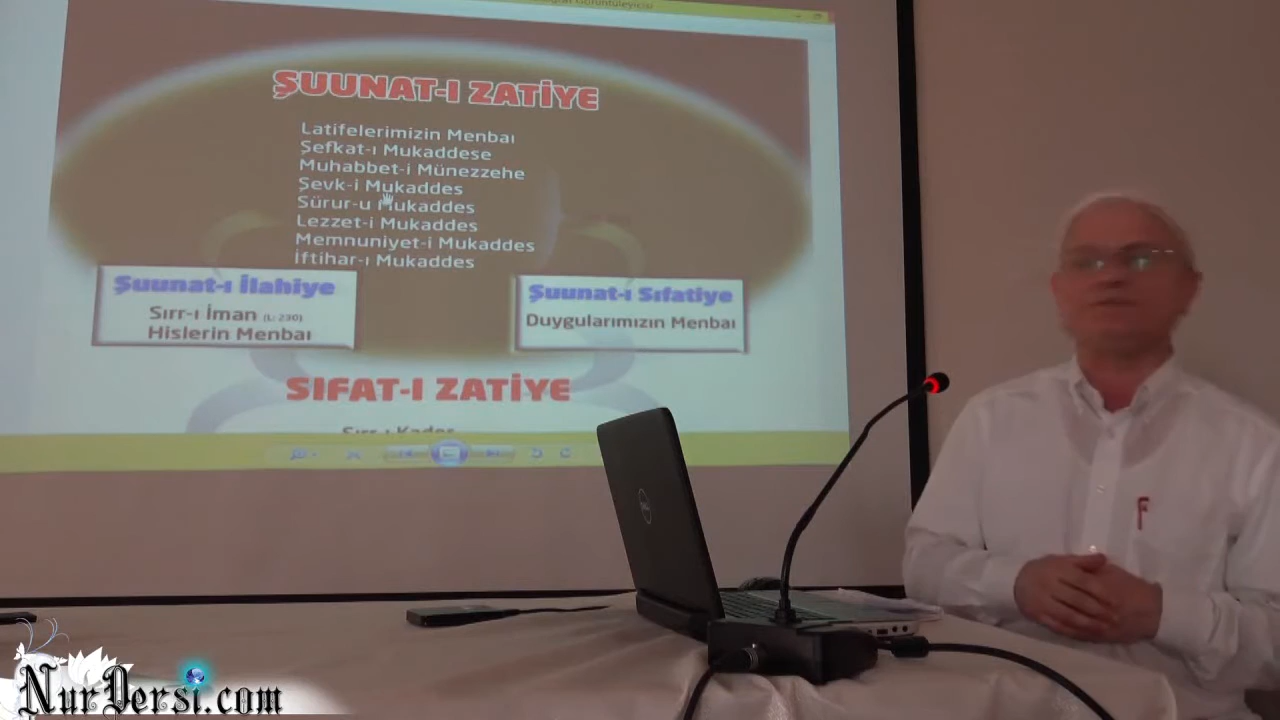 ŞUUNAT-I ZATİYE
Latifelerimizin Menbaı
Şefkat-ı Mukaddese
Muhabbet-i Münezzehe
Şevk-i Mukaddes
Sürur-u Mukaddes
Lezzet-i Mukaddes
Memnuniyet-i Mukaddes
İftihar-ı Mukaddes
Şuunat-ı İlahiye
Sırr-ı İman (L: 230)
Hislerin Menbaı
Şuunat-ı Sıfatiye
Duygularımızın Menbaı
SIFAT-I ZATİYE
NurDersi.com